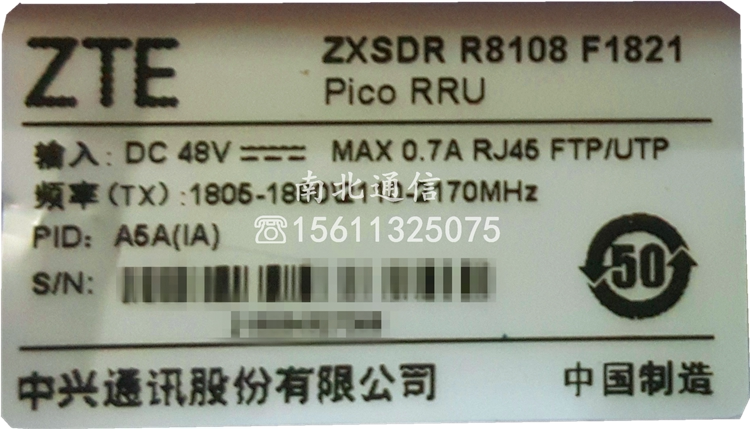 ZTE
ZXSDR R8108 F1821
Pico RRU
输入: DC 48V MAX 0.7A RJ45 FTP/UTP
频率(TX):1805-18 170MHz
南北通信
PID: A5A(IA)
☏15611325075
S/N:
50
中兴通讯股份有限公司
中国制造